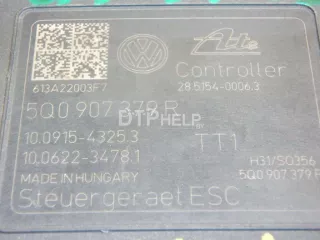 Ate
Controller
613A22003F7
28.5154-0006.3
5Q0 907 379 R
DTPHELP.BY
10.0915-4325.3
TT1
10.0622-3478.1
H31/SQ356
MADE IN HUNGARY
5Q0 907 379 R
Steuergeraet ESC